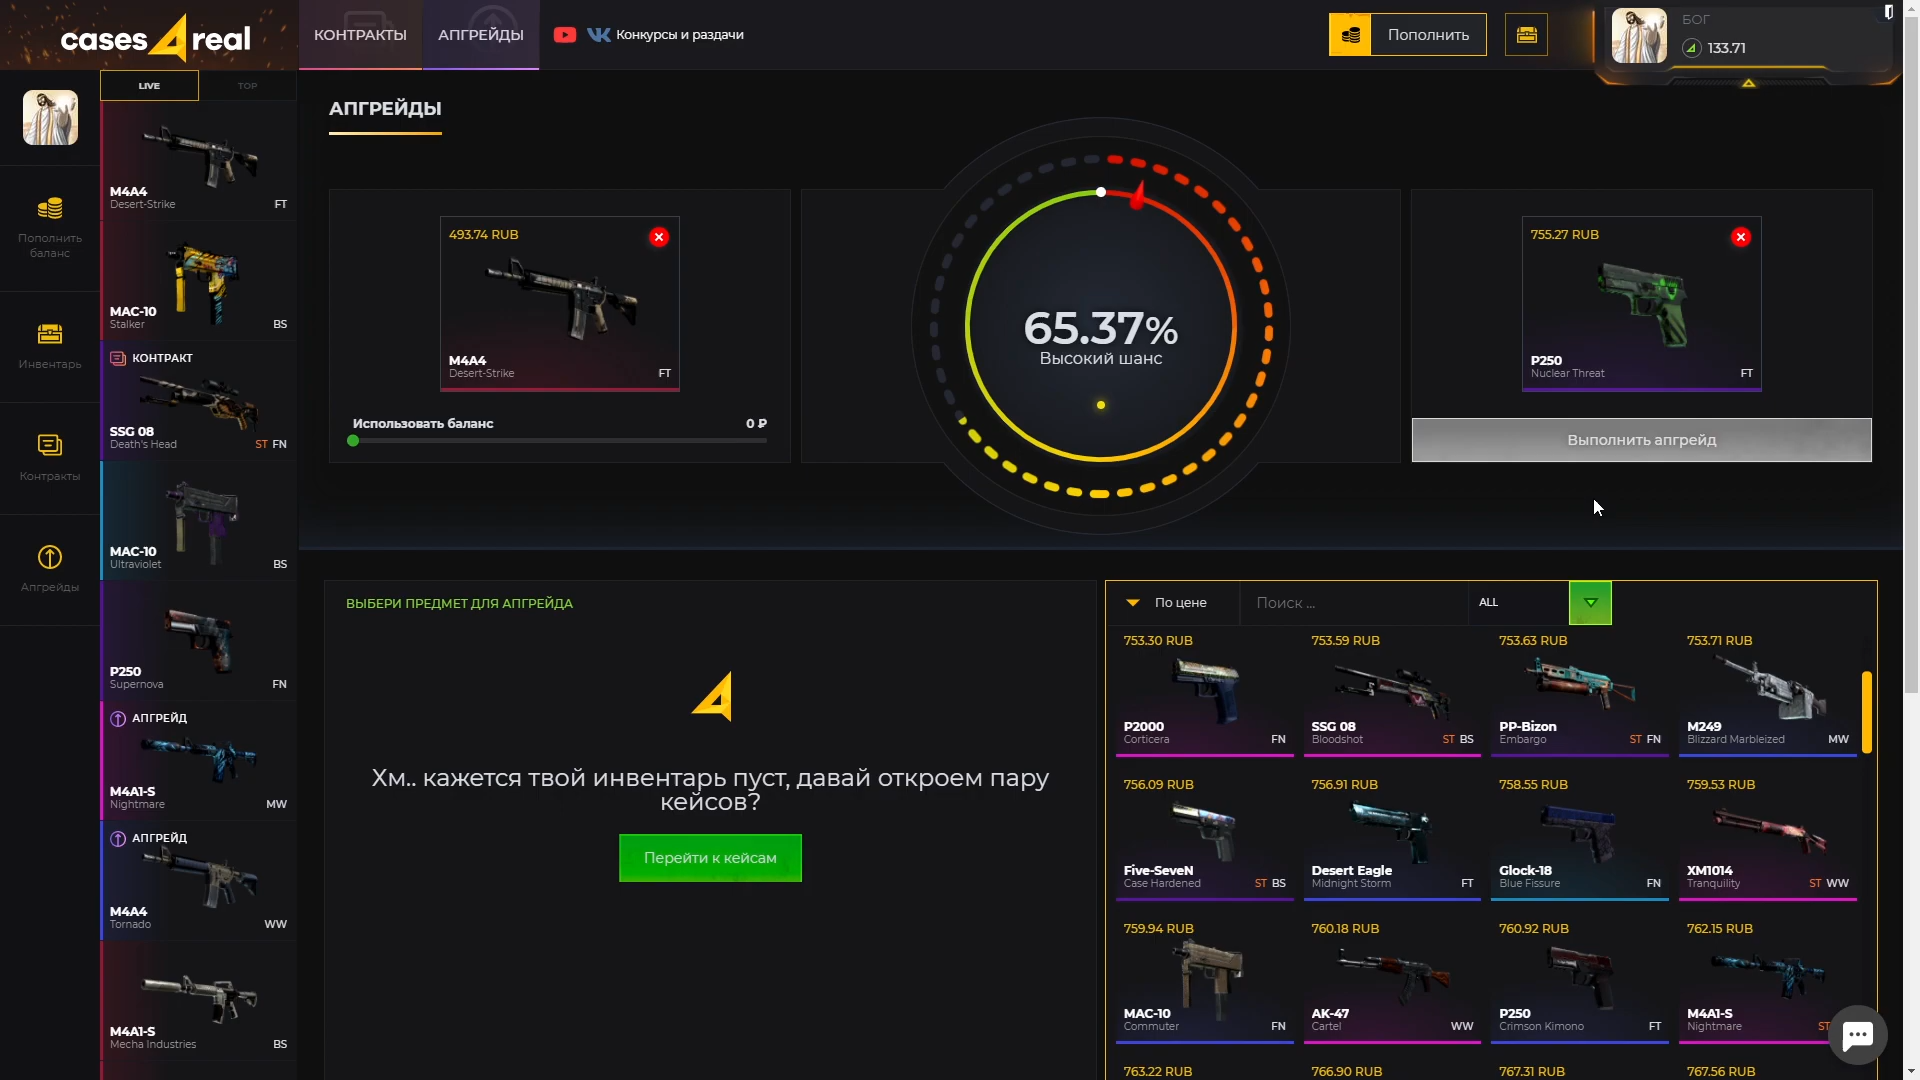 cases4real
КОНТРАКТЫ
АПГРЕЙДЫ
Конкурсы и раздачи
Пополнить
БОГ
133.71
LIVE
TOP
Пополнить
баланс
Инвентарь
Контракты
Апгрейды
M4A4
Desert-Strike FT
MAC-10
Stalker BS
КОНТРАКТ
SSG 08
Death's Head ST FN
MAC-10
Ultraviolet BS
P250
Supernova FN
АПГРЕЙД
M4A1-S
Nightmare MW
АПГРЕЙД
M4A4
Tornado WW
M4A1-S
Mecha Industries BS
АПГРЕЙДЫ
493.74 RUB
M4A4
Desert-Strike FT
Использовать баланс 0 ₽
65.37%
Высокий шанс
755.27 RUB
P250
Nuclear Threat FT
Выполнить апгрейд
ВЫБЕРИ ПРЕДМЕТ ДЛЯ АПГРЕЙДА
Хм.. кажется твой инвентарь пуст, давай откроем пару
кейсов?
Перейти к кейсам
По цене Поиск ... ALL
753.30 RUB 753.59 RUB 753.63 RUB 753.71 RUB
P2000 SSG 08 PP-Bizon M249
Corticera FN Bloodshot ST BS Embargo ST FN Blizzard Marbleized MW
756.09 RUB 756.91 RUB 758.55 RUB 759.53 RUB
Five-SeveN Desert Eagle Glock-18 XM1014
Case Hardened ST BS Midnight Storm FT Blue Fissure FN Tranquility ST WW
759.94 RUB 760.18 RUB 760.92 RUB 762.15 RUB
MAC-10 AK-47 P250 M4A1-S
Commuter FN Cartel WW Crimson Kimono FT Nightmare ST
763.22 RUB 766.90 RUB 767.31 RUB 767.56 RUB